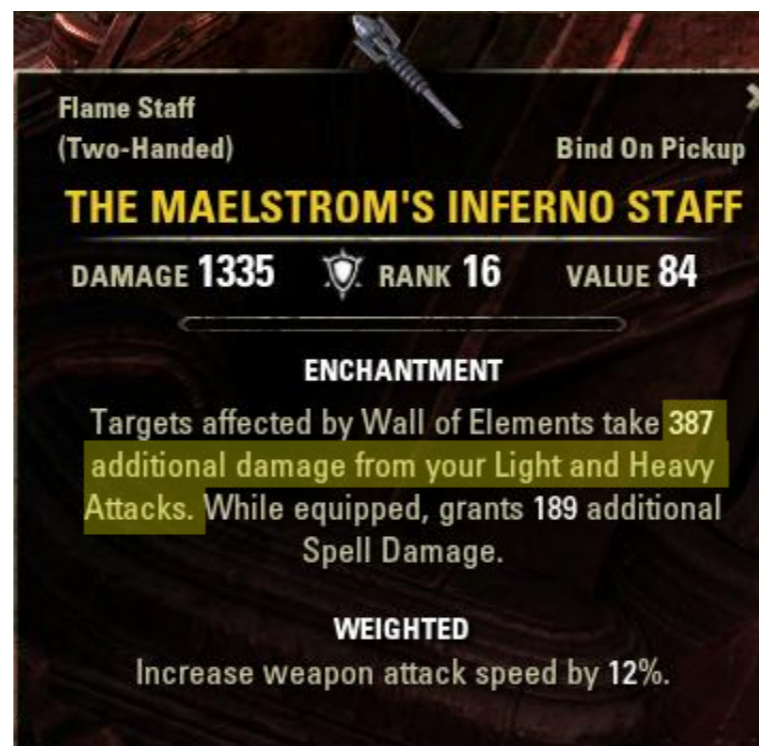 Flame Staff
(Two-Handed) Bind On Pickup
THE MAELSTROM'S INFERNO STAFF
DAMAGE 1335 RANK 16 VALUE 84
ENCHANTMENT
Targets affected by Wall of Elements take 387
additional damage from your Light and Heavy
Attacks. While equipped, grants 189 additional
Spell Damage.
WEIGHTED
Increase weapon attack speed by 12%.